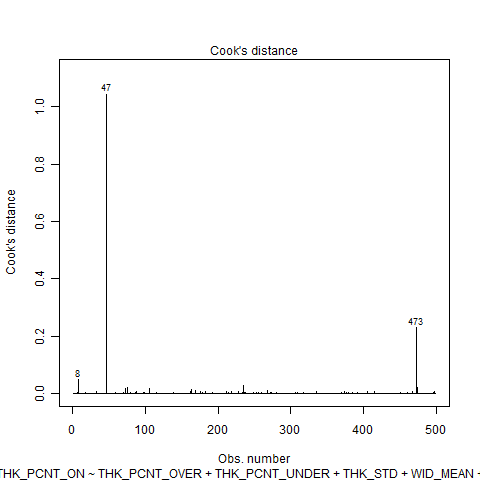 Cook's distance
47
473
8
Cook's distance
0.0 0.2 0.4 0.6 0.8 1.0
0 100 200 300 400 500
Obs. number
THK_PCNT_ON ~ THK_PCNT_OVER + THK_PCNT_UNDER + THK_STD + WID_MEAN -